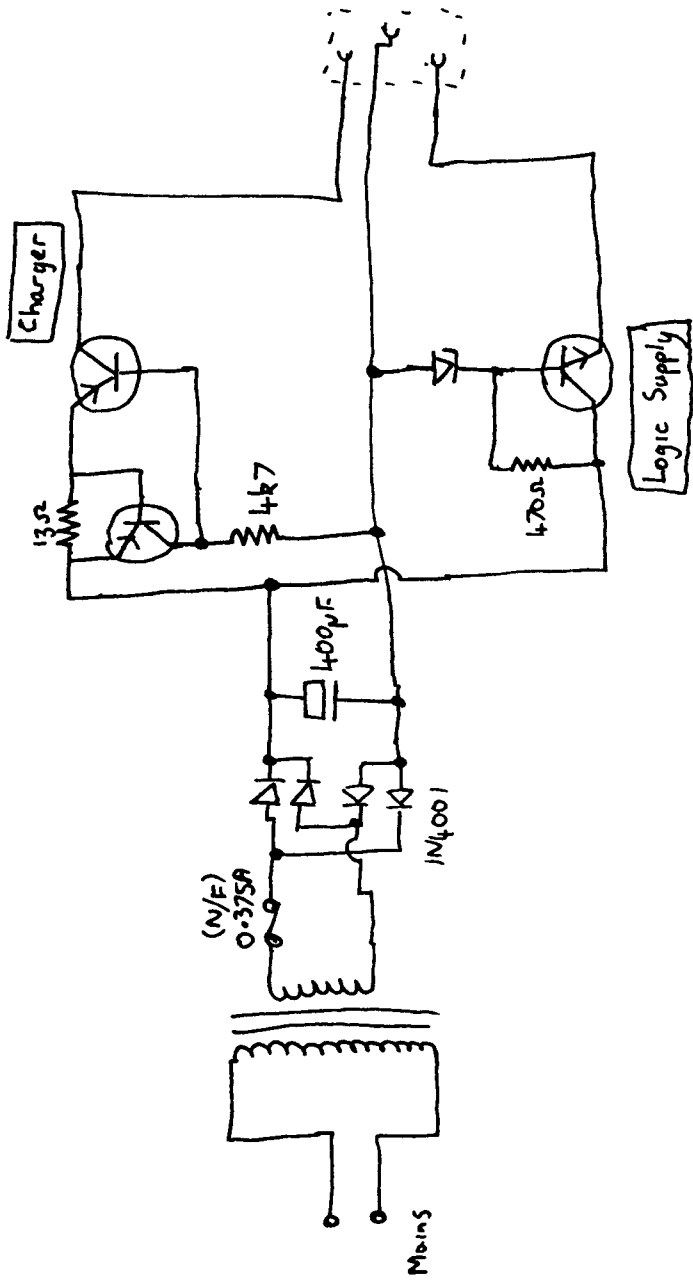 Charger
13Ω
4k7
400μF
(N/F)
0.375A
1N4001
470Ω
Logic Supply
Mains